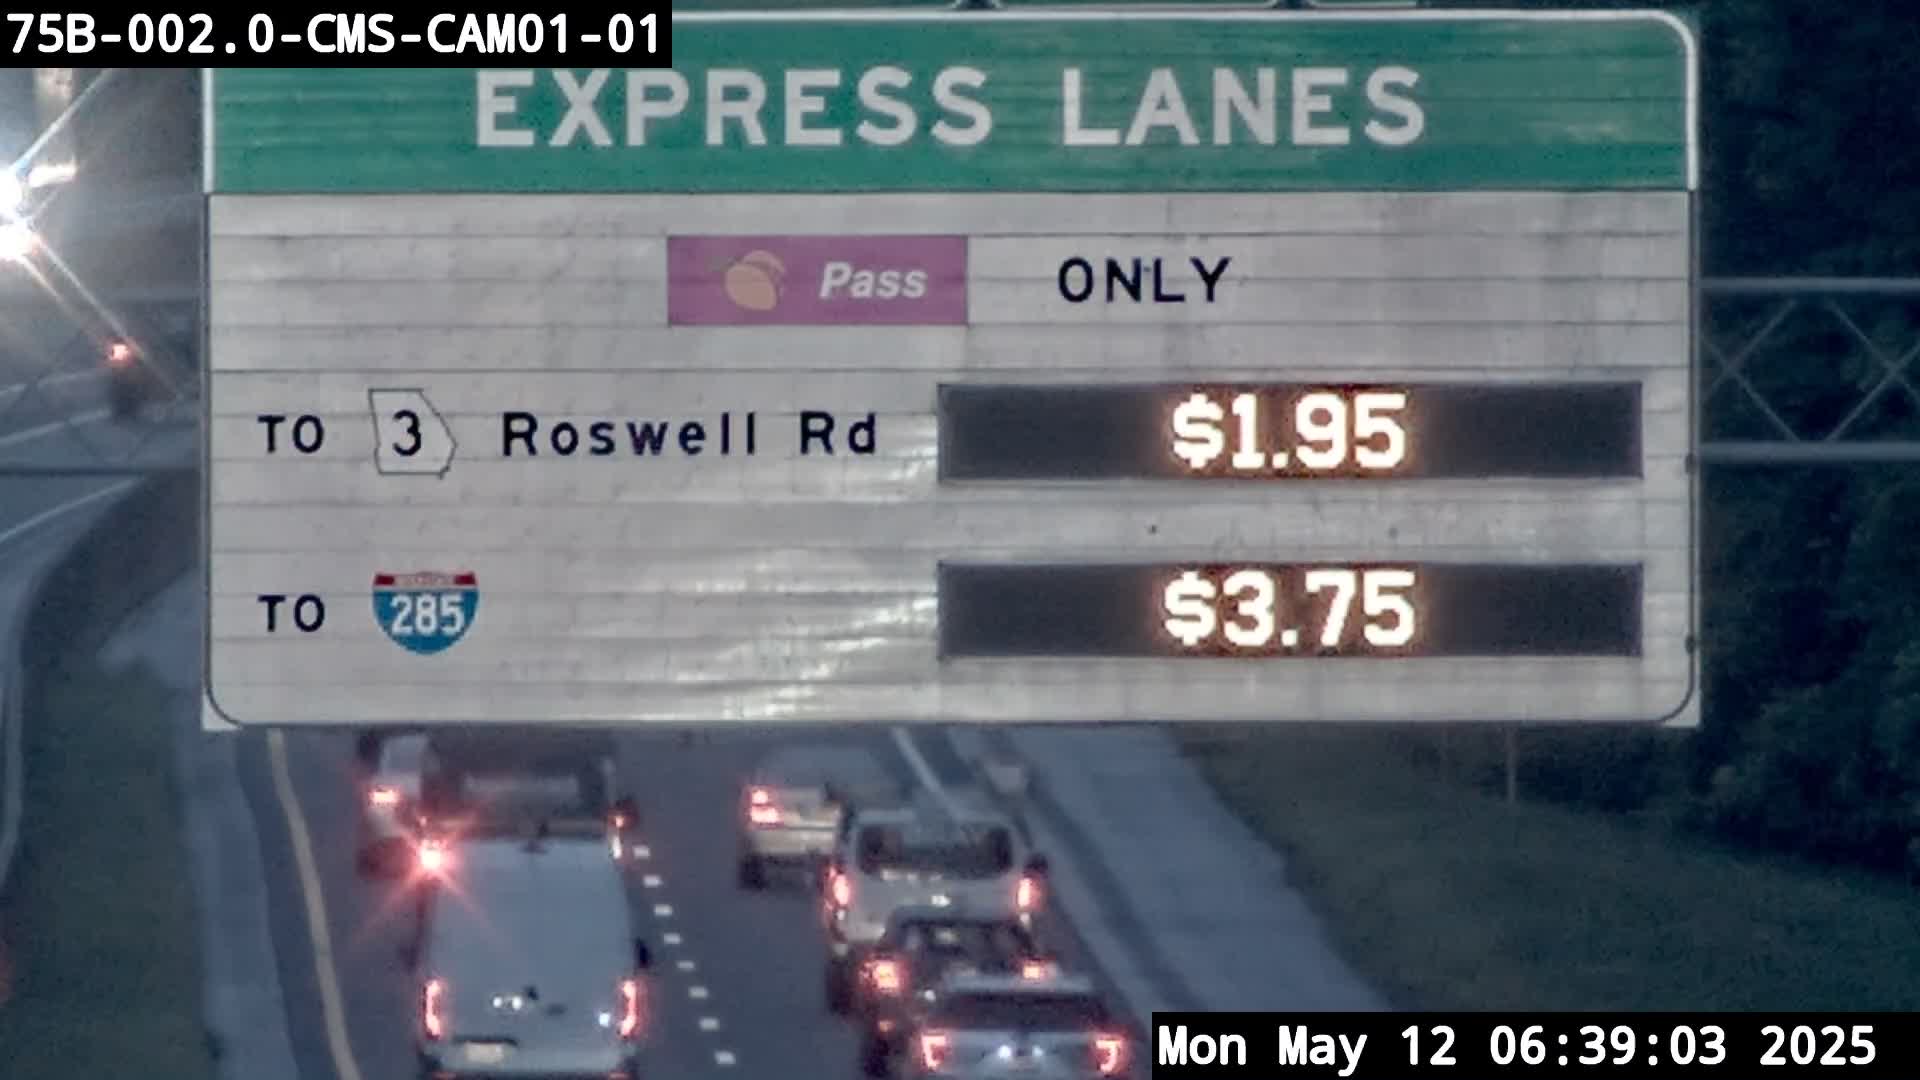 75B-002.0-CMS-CAM01-01
EXPRESS LANES
Pass ONLY
TO 3 Roswell Rd $1.95
TO 285 $3.75
Mon May 12 06:39:03 2025